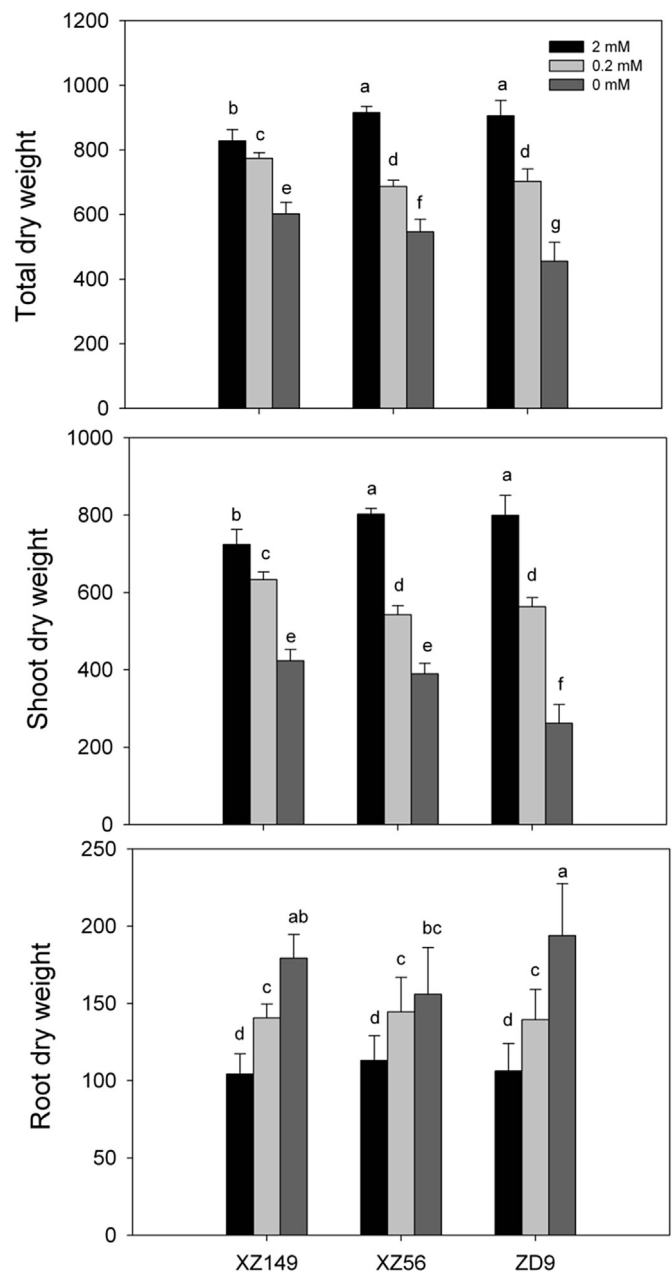 Total dry weight
1200
1000
800
600
400
200
0
2 mM
0.2 mM
0 mM
b
c
e
a
d
f
a
d
g
Shoot dry weight
1000
800
600
400
200
0
b
c
e
a
d
e
a
d
f
Root dry weight
250
200
150
100
50
0
d
c
ab
d
c
bc
d
c
a
XZ149 XZ56 ZD9